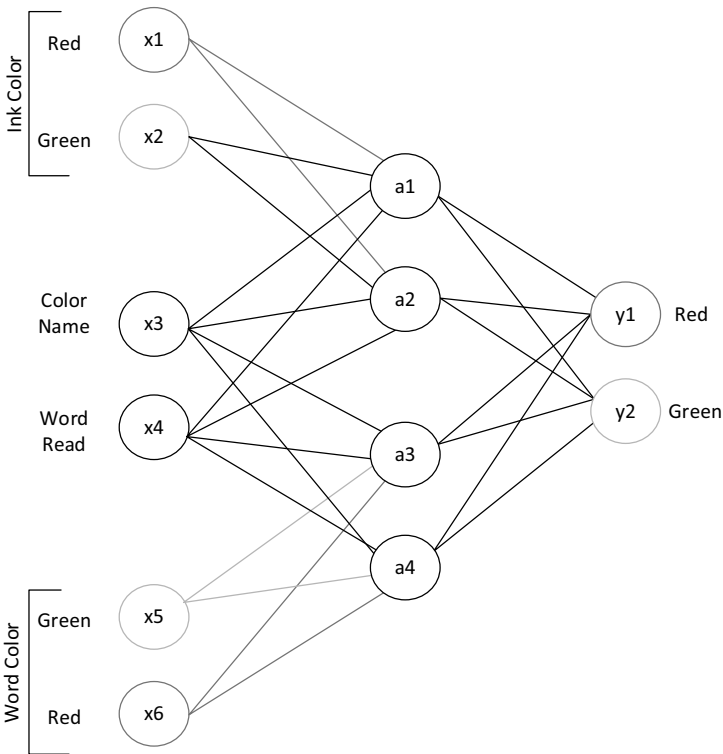 Ink Color
Red
x1
Green
x2
a1
Color
Name
x3
a2
y1
Red
Word
Read
x4
a3
y2
Green
a4
Word Color
Green
x5
Red
x6